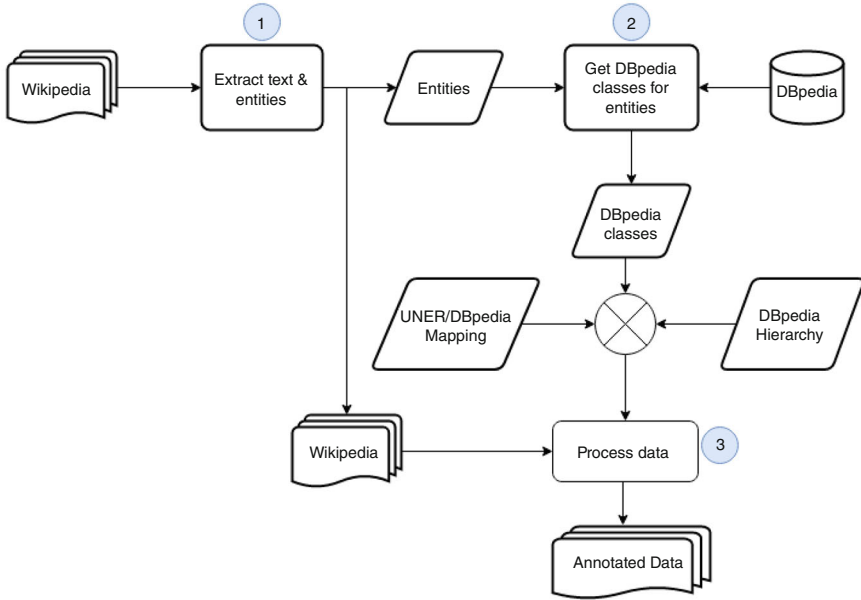 1
2
Wikipedia
Extract text &
entities
Entities
Get DBpedia
classes for
entities
DBpedia
DBpedia
classes
UNER/DBpedia
Mapping
DBpedia
Hierarchy
Wikipedia
Process data
3
Annotated Data